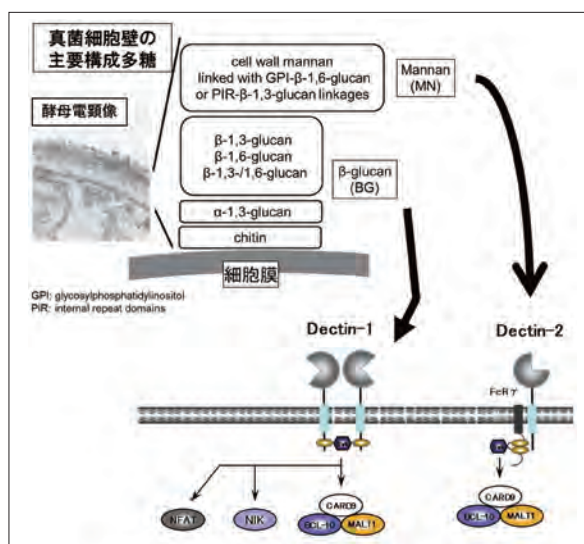 真菌細胞壁の
主要構成多糖
酵母電顕像
cell wall mannan
linked with GPI-β-1,6-glucan
or PIR-β-1,3-glucan linkages
Mannan
(MN)
β-1,3-glucan
β-1,6-glucan
β-1,3-/1,6-glucan
β-glucan
(BG)
α-1,3-glucan
chitin
細胞膜
GPI: glycosylphosphatidylinositol
PIR: internal repeat domains
Dectin-1
Dectin-2
FcRγ
NFAT
NIK
CARD9
BCL-10
MALT1
CARD9
BCL-10
MALT1